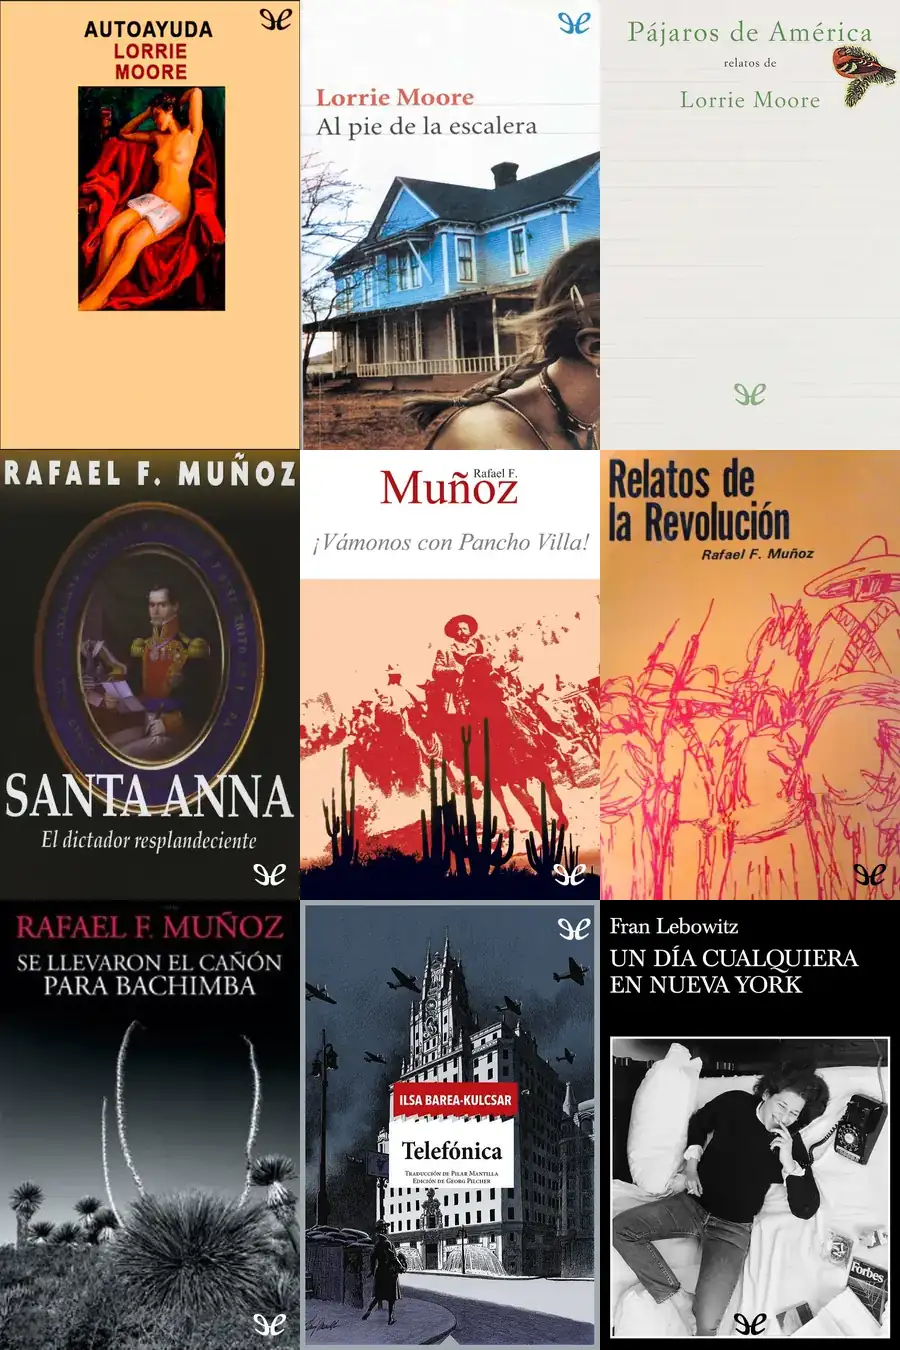 AUTOAYUDA
LORRIE
MOORE
Lorrie Moore
Al pie de la escalera
Pájaros de América
relatos de
Lorrie Moore
RAFAEL F. MUÑOZ
SANTA ANNA
El dictador resplandeciente
Rafael F.
Muñoz
¡Vámonos con Pancho Villa!
Relatos de
la Revolución
Rafael F. Muñoz
RAFAEL F. MUÑOZ
SE LLEVARON EL CAÑÓN
PARA BACHIMBA
ILSA BAREA-KULCSAR
Telefónica
TRADUCCIÓN DE PILAR MANTILLA
EDICIÓN DE GEORG PILCHER
Fran Lebowitz
UN DÍA CUALQUIERA
EN NUEVA YORK
Forbes